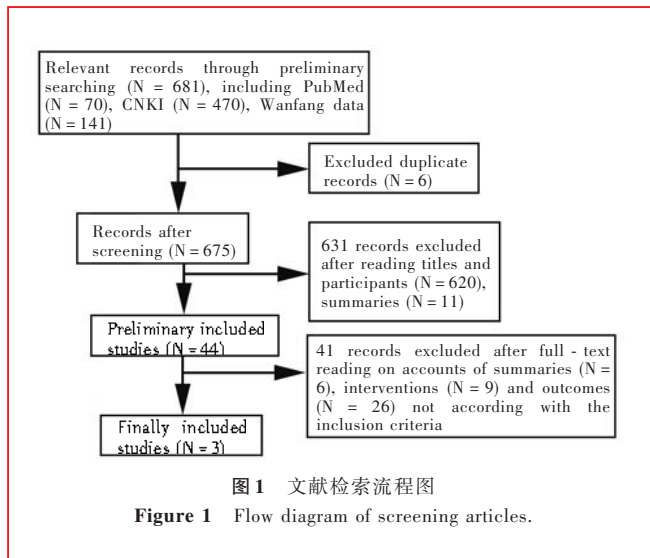 Relevant records through preliminary
searching (N = 681), including PubMed
(N = 70), CNKI (N = 470), Wanfang data
(N = 141)
Excluded duplicate
records (N = 6)
Records after
screening (N = 675)
631 records excluded
after reading titles and
participants (N = 620),
summaries (N = 11)
Preliminary included
studies (N = 44)
41 records excluded after full - text
reading on accounts of summaries (N =
6), interventions (N = 9) and outcomes
(N = 26) not according with the
inclusion criteria
Finally included
studies (N = 3)
图1 文献检索流程图
Figure 1 Flow diagram of screening articles.